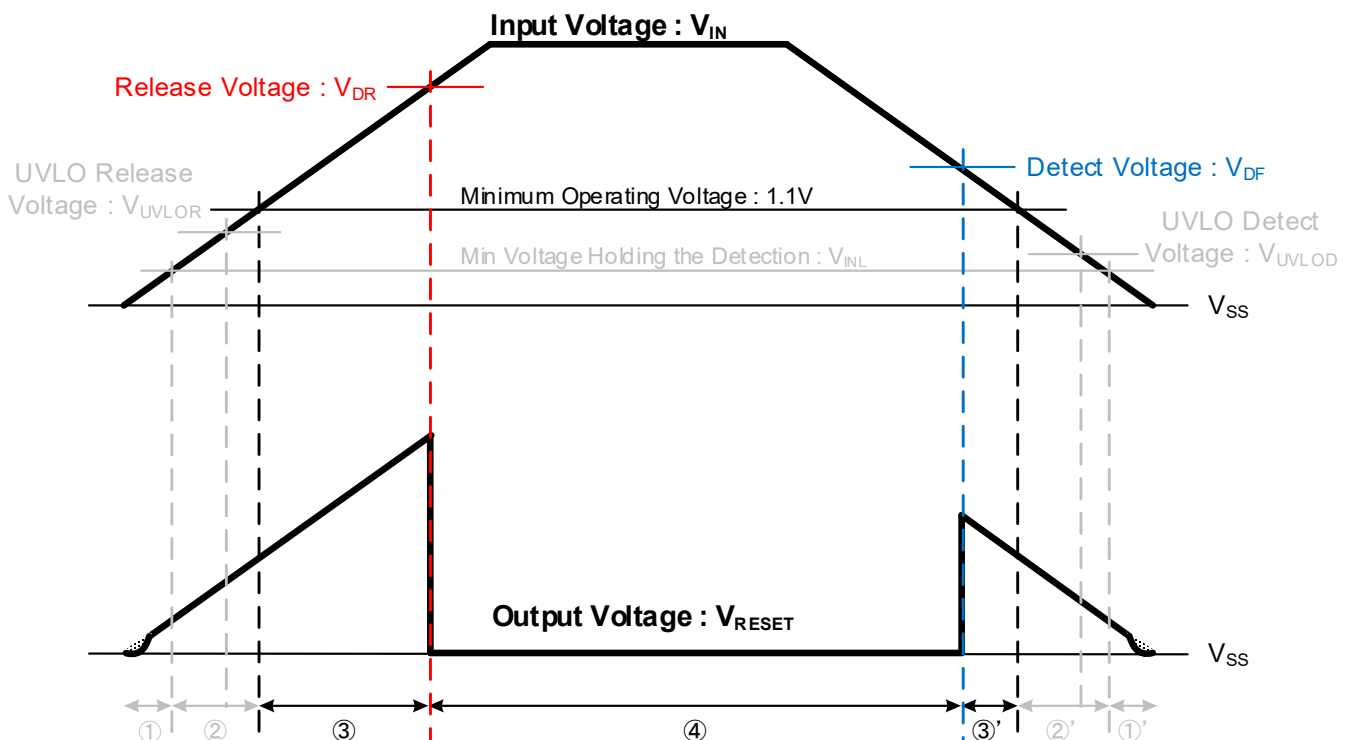 Input Voltage : VIN
Release Voltage : VDR
UVLO Release
Voltage : VUVLOR
Minimum Operating Voltage : 1.1V
Detect Voltage : VDF
UVLO Detect
Voltage : VUVLOD
Min Voltage Holding the Detection : VINL
VSS
Output Voltage : VRESET
VSS
① ② ③ ④ ③' ②' ①'